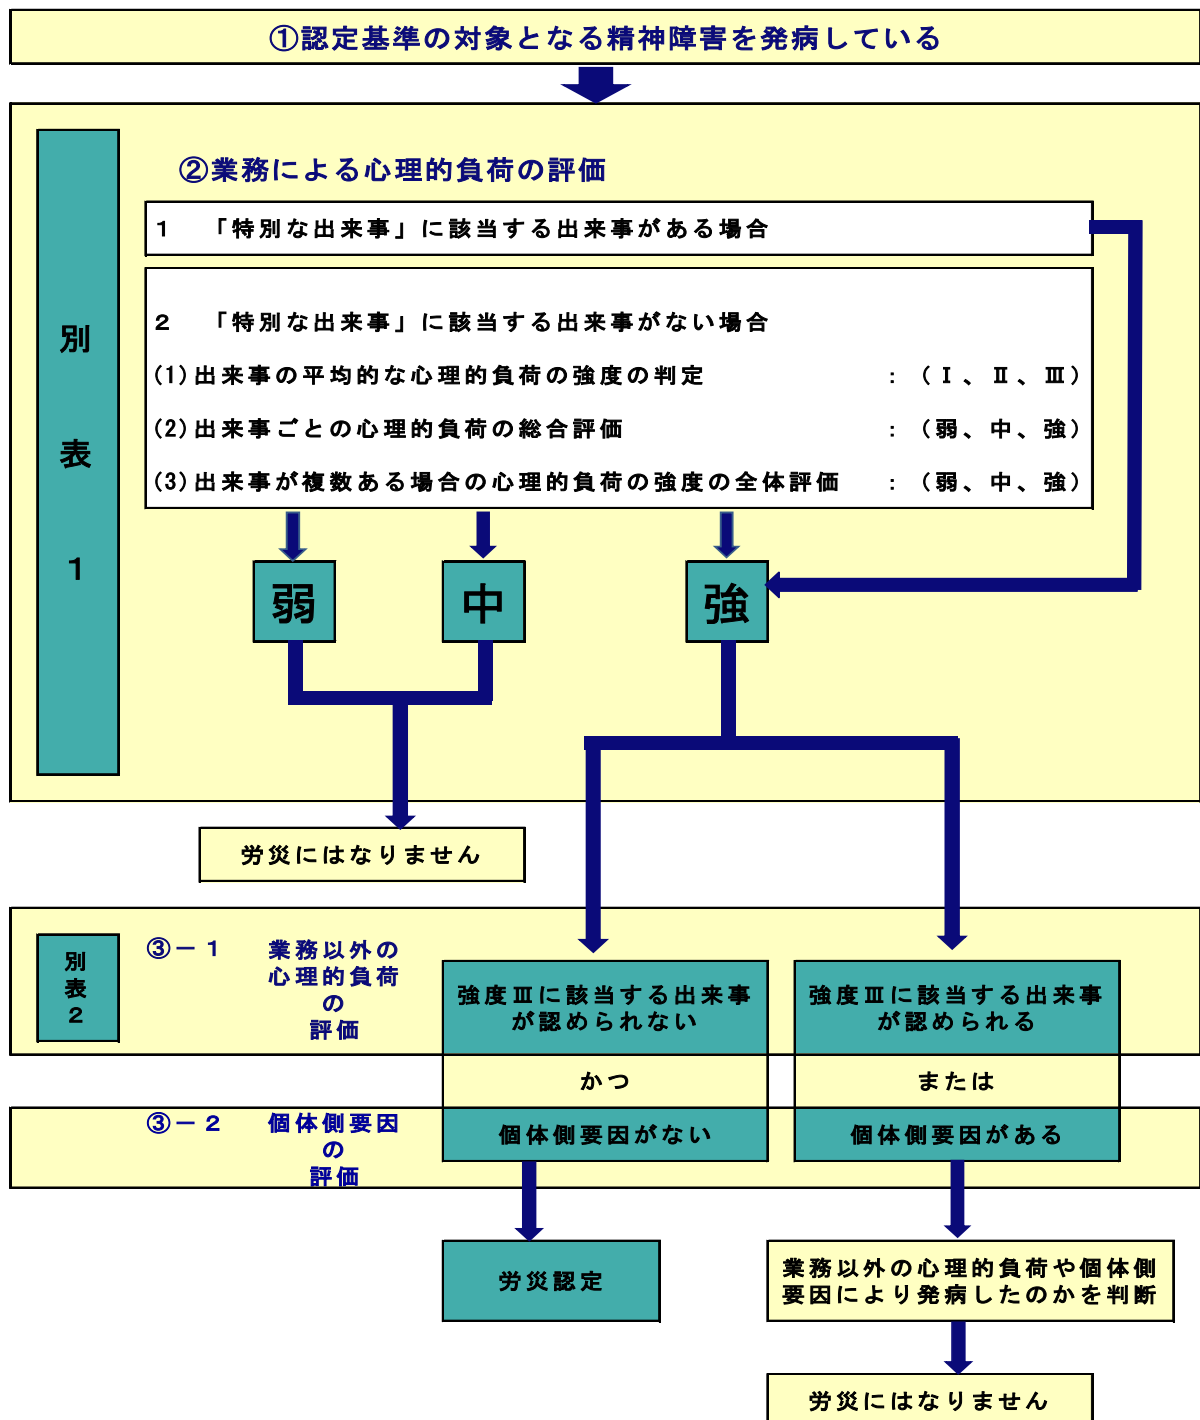 ①認定基準の対象となる精神障害を発病している
別
表
1
②業務による心理的負荷の評価
1 「特別な出来事」に該当する出来事がある場合
2 「特別な出来事」に該当する出来事がない場合
(1)出来事の平均的な心理的負荷の強度の判定 :(Ⅰ、Ⅱ、Ⅲ)
(2)出来事ごとの心理的負荷の総合評価 :(弱、中、強)
(3)出来事が複数ある場合の心理的負荷の強度の全体評価 :(弱、中、強)
弱
中
強
労災にはなりません
別
表
2
③-1 業務以外の
心理的負荷
の
評価
強度Ⅲに該当する出来事
が認められない
強度Ⅲに該当する出来事
が認められる
かつ
または
③-2 個体側要因
の
評価
個体側要因がない
個体側要因がある
労災認定
業務以外の心理的負荷や個体側
要因により発病したのかを判断
労災にはなりません